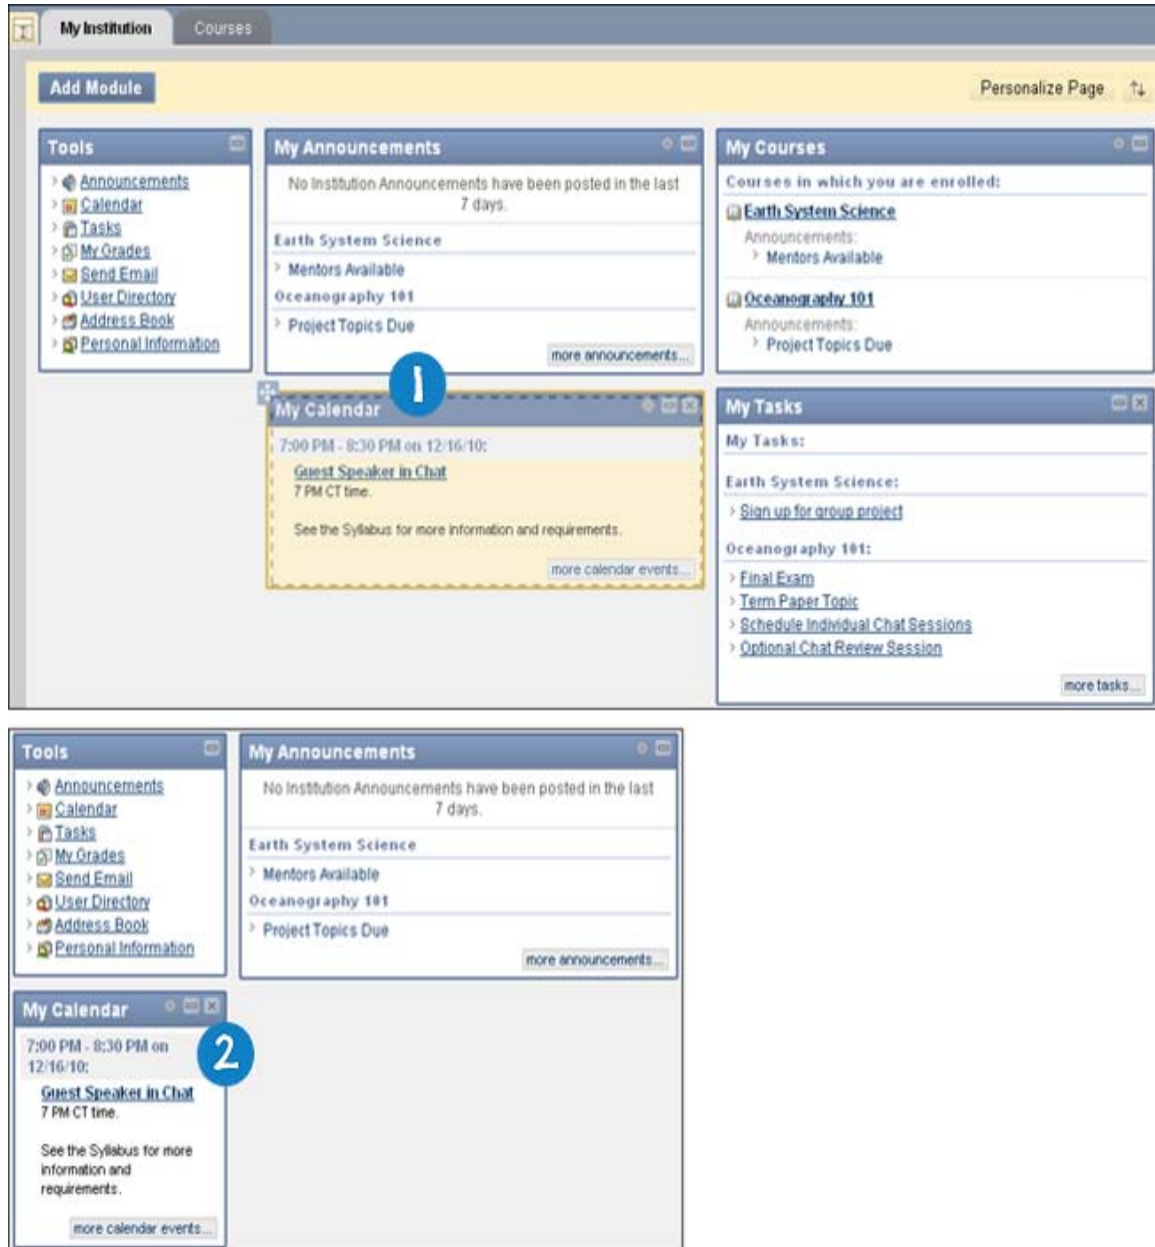 My Institution
Courses
Add Module
Personalize Page
Tools
Announcements
Calendar
Tasks
My Grades
Send Email
User Directory
Address Book
Personal Information
My Announcements
No Institution Announcements have been posted in the last
7 days.
Earth System Science
Mentors Available
Oceanography 101
Project Topics Due
more announcements...
My Courses
Courses in which you are enrolled:
Earth System Science
Announcements:
Mentors Available
Oceanography 101
Announcements:
Project Topics Due
1
My Calendar
7:00 PM - 8:30 PM on 12/16/10:
Guest Speaker in Chat
7 PM CT time.
See the Syllabus for more information and requirements.
more calendar events...
My Tasks
My Tasks:
Earth System Science:
Sign up for group project
Oceanography 101:
Final Exam
Term Paper Topic
Schedule Individual Chat Sessions
Optional Chat Review Session
more tasks...
Tools
Announcements
Calendar
Tasks
My Grades
Send Email
User Directory
Address Book
Personal Information
My Announcements
No Institution Announcements have been posted in the last
7 days.
Earth System Science
Mentors Available
Oceanography 101
Project Topics Due
more announcements...
My Calendar
2
7:00 PM - 8:30 PM on
12/16/10:
Guest Speaker in Chat
7 PM CT time.
See the Syllabus for more
information and
requirements.
more calendar events...